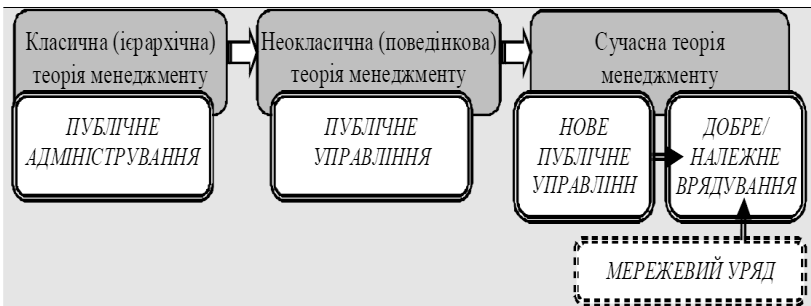 Класична (ієрархічна)
теорія менеджменту
Неокласична (поведінкова)
теорія менеджменту
Сучасна теорія
менеджменту
ПУБЛІЧНЕ
АДМІНІСТРУВАННЯ
ПУБЛІЧНЕ
УПРАВЛІННЯ
НОВЕ
ПУБЛІЧНЕ
УПРАВЛІНН
ДОБРЕ/
НАЛЕЖНЕ
ВРЯДУВАННЯ
МЕРЕЖЕВИЙ УРЯД